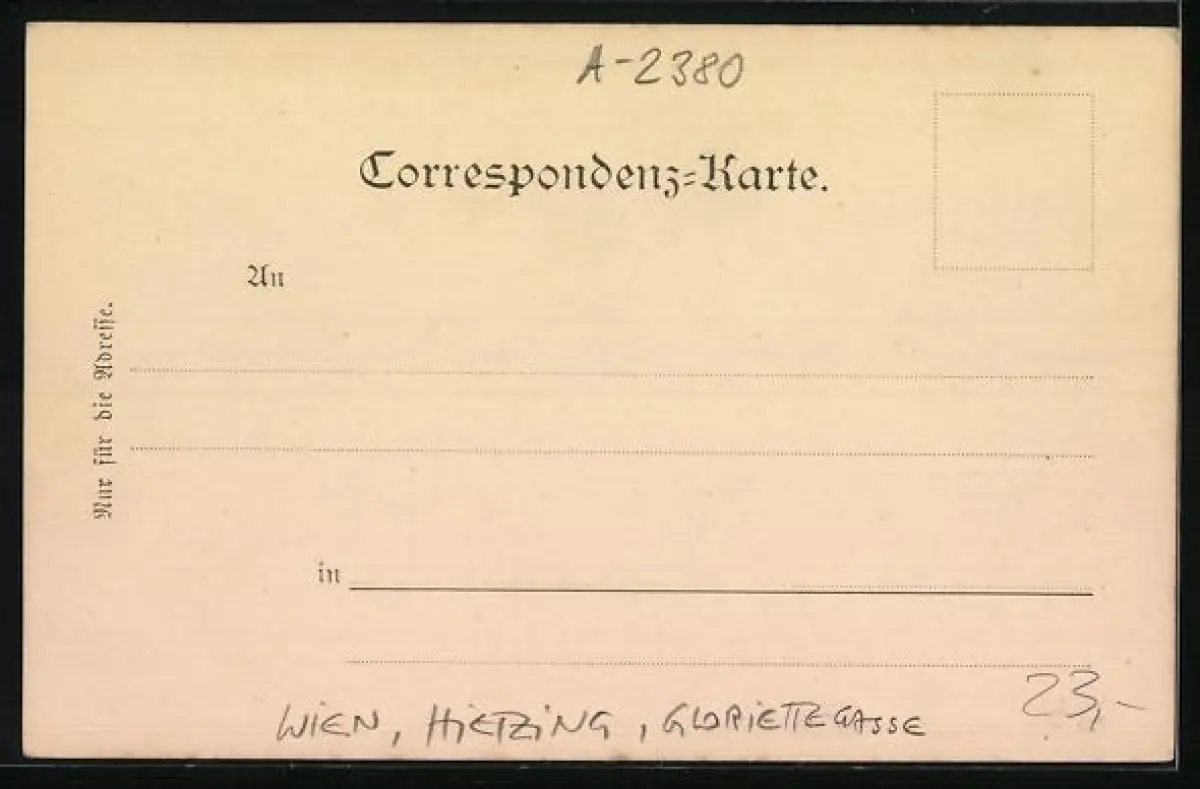 A-2380
Correspondenz-Karte.
An
Nur für die Adresse.
in
23,-
WIEN, HIETZING, GLORIETTEGASSE